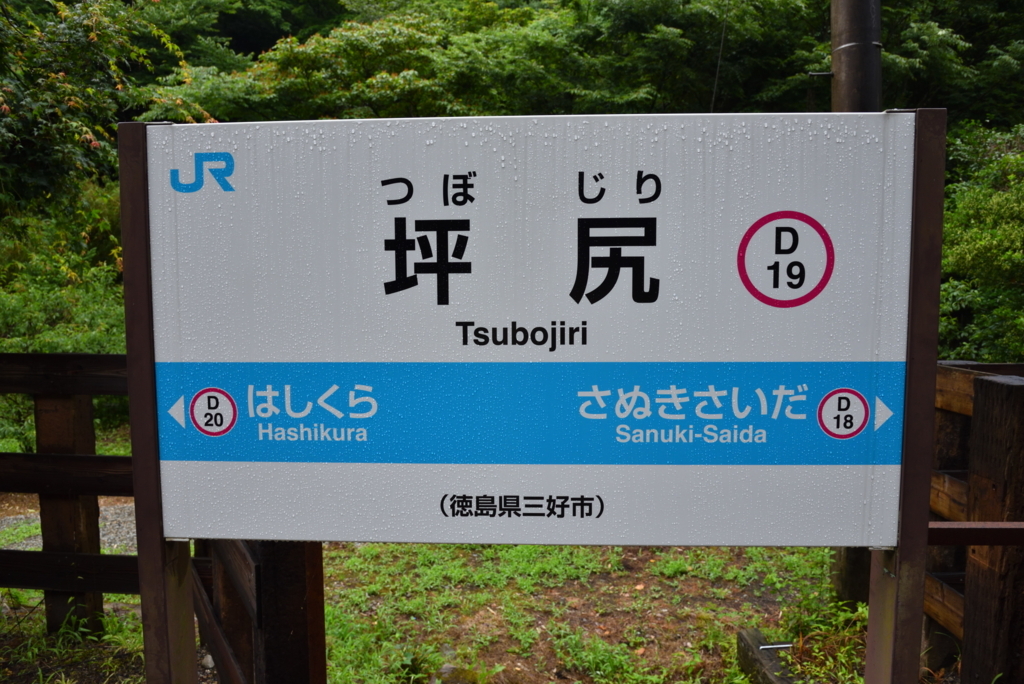 JR
つぼ じり
坪 尻
D
19
Tsubojiri
D
20
はしくら
Hashikura
さぬきさいだ
Sanuki-Saida
D
18
(徳島県三好市)